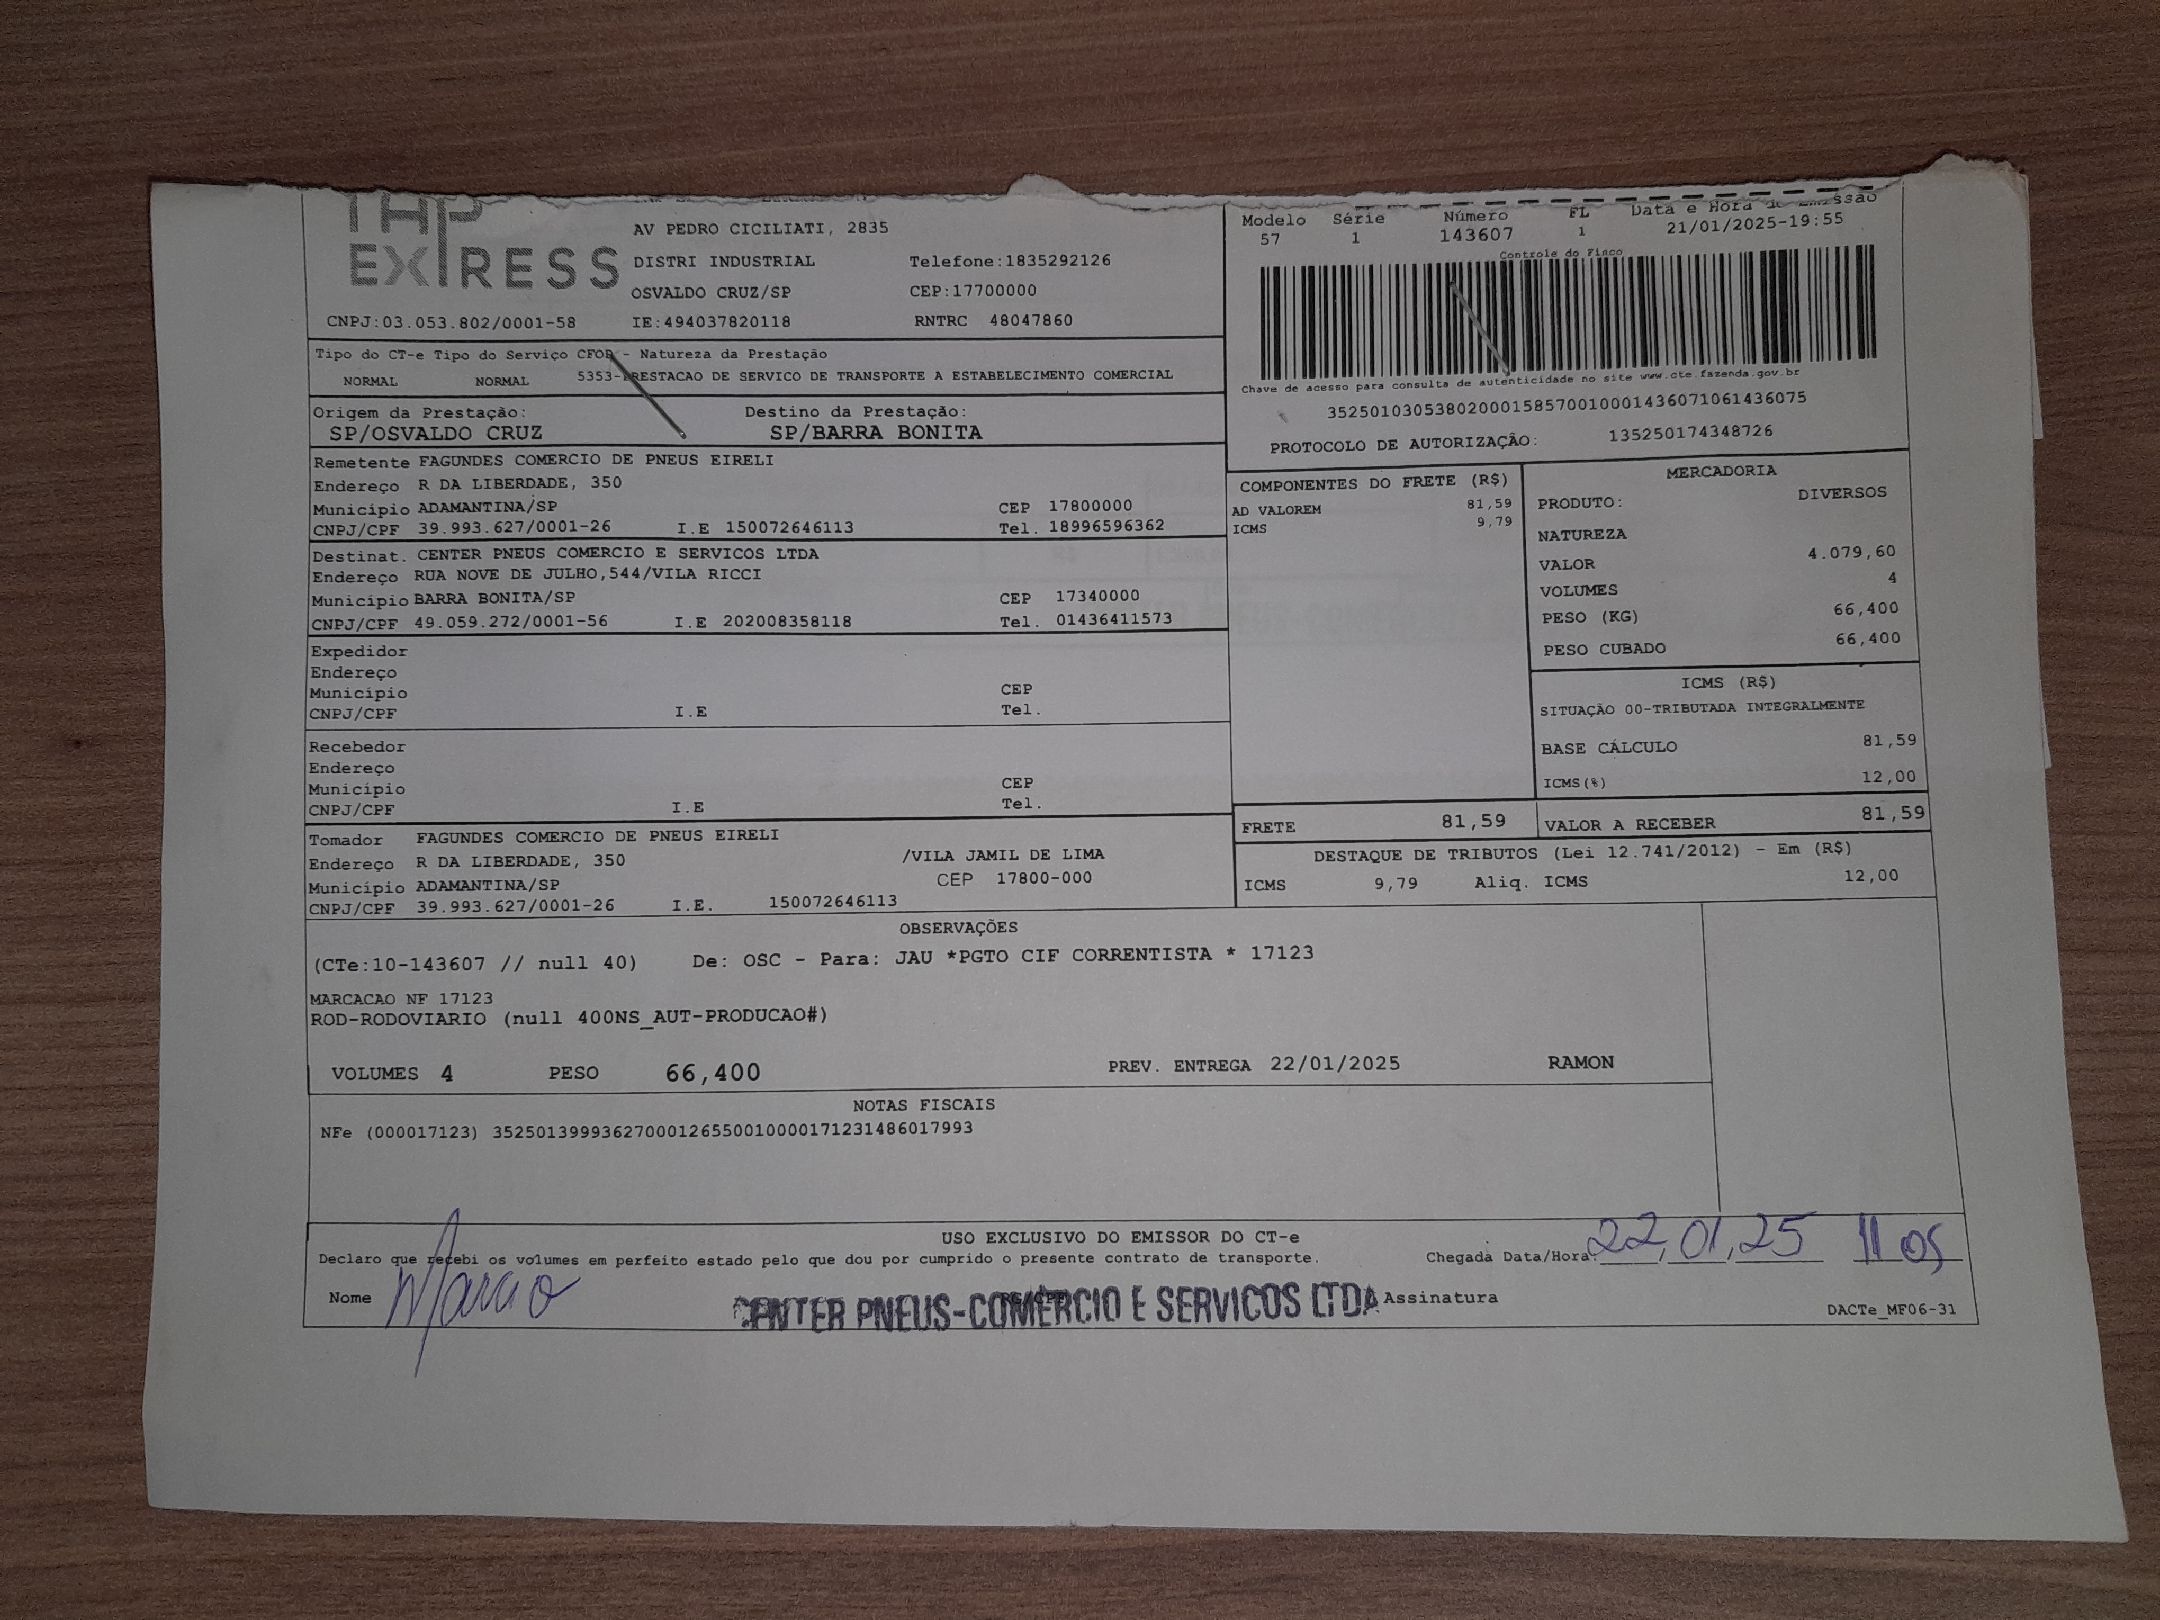 THP
EXPRESS
AV PEDRO CICILIATI, 2835
DISTRI INDUSTRIAL Telefone:1835292126
OSVALDO CRUZ/SP CEP:17700000
CNPJ:03.053.802/0001-58 IE:494037820118 RNTRC 48047860
Modelo Série Número FL Data e Hora de Emissão
57 1 143607 1 21/01/2025-19:55
Controle do Fisco
Chave de acesso para consulta de autenticidade no site www.cte.fazenda.gov.br
35250103053802000158570010001436071061436075
PROTOCOLO DE AUTORIZAÇÃO: 135250174348726
Tipo do CT-e Tipo do Serviço CFOP - Natureza da Prestação
NORMAL NORMAL 5353-PRESTACAO DE SERVICO DE TRANSPORTE A ESTABELECIMENTO COMERCIAL
Origem da Prestação: Destino da Prestação:
SP/OSVALDO CRUZ SP/BARRA BONITA
Remetente FAGUNDES COMERCIO DE PNEUS EIRELI
Endereço R DA LIBERDADE, 350
Município ADAMANTINA/SP CEP 17800000
CNPJ/CPF 39.993.627/0001-26 I.E 150072646113 Tel. 18996596362
Destinat. CENTER PNEUS COMERCIO E SERVICOS LTDA
Endereço RUA NOVE DE JULHO,544/VILA RICCI
Município BARRA BONITA/SP CEP 17340000
CNPJ/CPF 49.059.272/0001-56 I.E 202008358118 Tel. 01436411573
Expedidor
Endereço
Município CEP
CNPJ/CPF I.E Tel.
Recebedor
Endereço
Município CEP
CNPJ/CPF I.E Tel.
Tomador FAGUNDES COMERCIO DE PNEUS EIRELI
Endereço R DA LIBERDADE, 350 /VILA JAMIL DE LIMA
Município ADAMANTINA/SP CEP 17800-000
CNPJ/CPF 39.993.627/0001-26 I.E. 150072646113
COMPONENTES DO FRETE (R$)
AD VALOREM 81,59
ICMS 9,79
MERCADORIA
PRODUTO: DIVERSOS
NATUREZA
VALOR 4.079,60
VOLUMES 4
PESO (KG) 66,400
PESO CUBADO 66,400
ICMS (R$)
SITUAÇÃO 00-TRIBUTADA INTEGRALMENTE
BASE CÁLCULO 81,59
ICMS(%) 12,00
FRETE 81,59 VALOR A RECEBER 81,59
DESTAQUE DE TRIBUTOS (Lei 12.741/2012) - Em (R$)
ICMS 9,79 Aliq. ICMS 12,00
OBSERVAÇÕES
(CTe:10-143607 // null 40) De: OSC - Para: JAU *PGTO CIF CORRENTISTA * 17123
MARCACAO NF 17123
ROD-RODOVIARIO (null 400NS_AUT-PRODUCAO#)
VOLUMES 4 PESO 66,400 PREV. ENTREGA 22/01/2025 RAMON
NOTAS FISCAIS
NFe (000017123) 35250139993627000126550010000171231486017993
USO EXCLUSIVO DO EMISSOR DO CT-e
Declaro que recebi os volumes em perfeito estado pelo que dou por cumprido o presente contrato de transporte. Chegada Data/Hora: 22,01,25 11 05
Nome Marcio RG/CPF Assinatura
CENTER PNEUS-COMERCIO E SERVICOS LTDA
DACTe_MF06-31